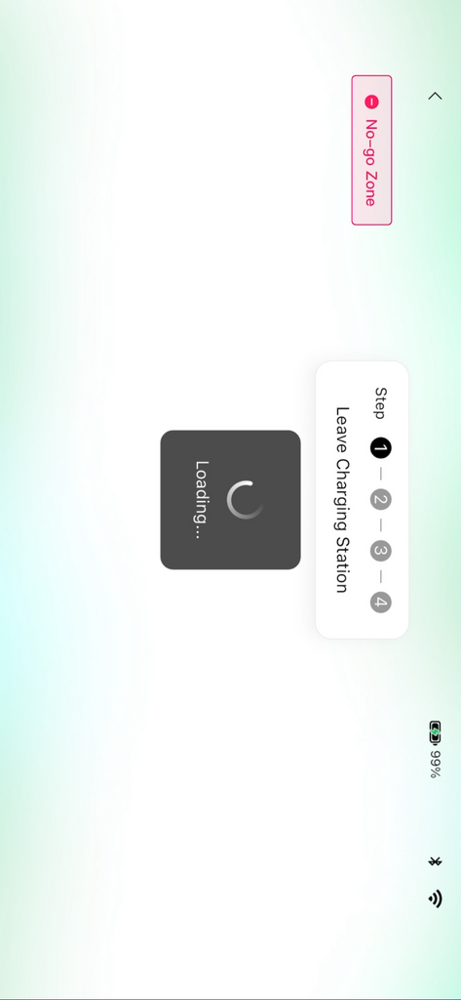 No-go Zone
Step 1 2 3 4
Leave Charging Station
Loading...
99%